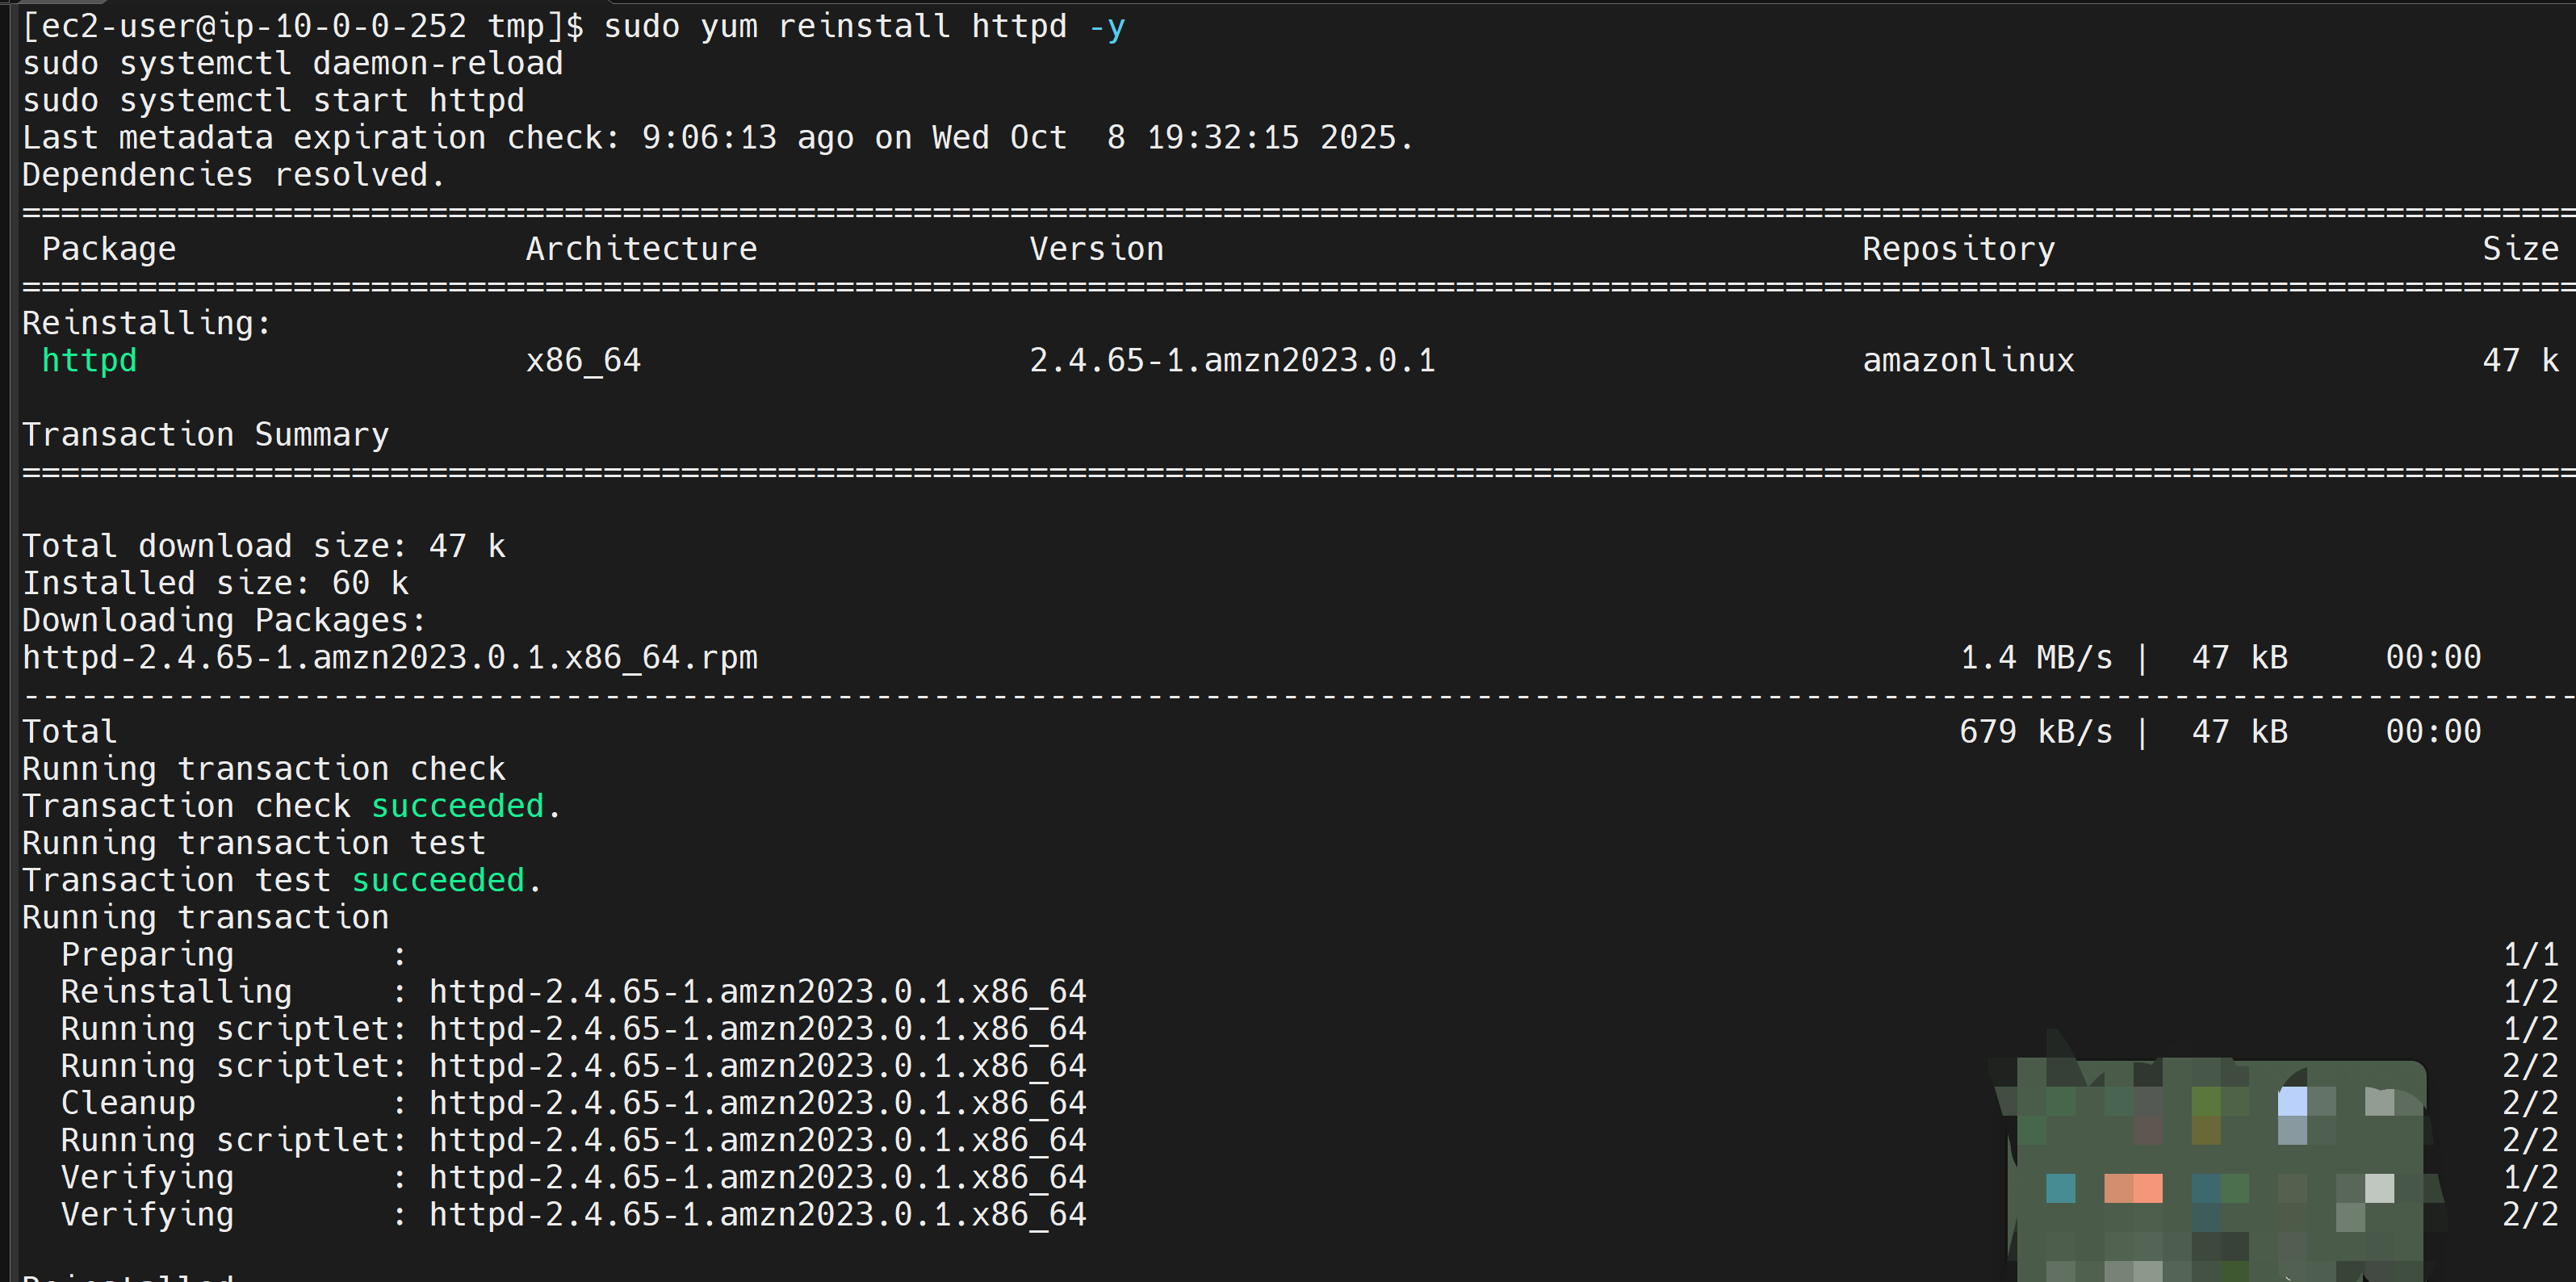 [ec2-user@ip-10-0-0-252 tmp]$ sudo yum reinstall httpd -y
sudo systemctl daemon-reload
sudo systemctl start httpd
Last metadata expiration check: 9:06:13 ago on Wed Oct  8 19:32:15 2025.
Dependencies resolved.
Package Architecture Version Repository Size
Reinstalling:
httpd x86_64 2.4.65-1.amzn2023.0.1 amazonlinux 47 k
Transaction Summary
Total download size: 47 k
Installed size: 60 k
Downloading Packages:
httpd-2.4.65-1.amzn2023.0.1.x86_64.rpm 1.4 MB/s | 47 kB 00:00
Total 679 kB/s | 47 kB 00:00
Running transaction check
Transaction check succeeded.
Running transaction test
Transaction test succeeded.
Running transaction
Preparing : 1/1
Reinstalling : httpd-2.4.65-1.amzn2023.0.1.x86_64 1/2
Running scriptlet: httpd-2.4.65-1.amzn2023.0.1.x86_64 1/2
Running scriptlet: httpd-2.4.65-1.amzn2023.0.1.x86_64 2/2
Cleanup : httpd-2.4.65-1.amzn2023.0.1.x86_64 2/2
Running scriptlet: httpd-2.4.65-1.amzn2023.0.1.x86_64 2/2
Verifying : httpd-2.4.65-1.amzn2023.0.1.x86_64 1/2
Verifying : httpd-2.4.65-1.amzn2023.0.1.x86_64 2/2